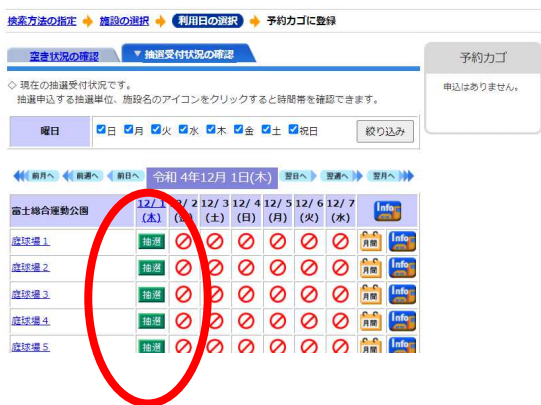 検索方法の指定 施設の選択 利用日の選択 予約カゴに登録
空き状況の確認 ▼ 抽選受付状況の確認
予約カゴ
申込はありません。
◇ 現在の抽選受付状況です。
抽選申込する抽選単位、施設名のアイコンをクリックすると時間帯を確認できます。
曜日 日 月 火 水 木 金 土 祝日 絞り込み
前月へ 前週へ 前日へ 令和 4年12月 1日(木) 翌日へ 翌週へ 翌月へ
富士総合運動公園 12/ 1 (木) 12/ 2 12/ 3 (土) 12/ 4 (日) 12/ 5 (月) 12/ 6 (火) 12/ 7 (水) Info
庭球場１ 抽選 月間 Info
庭球場２ 抽選 月間 Info
庭球場３ 抽選 月間 Info
庭球場４ 抽選 月間 Info
庭球場５ 抽選 月間 Info